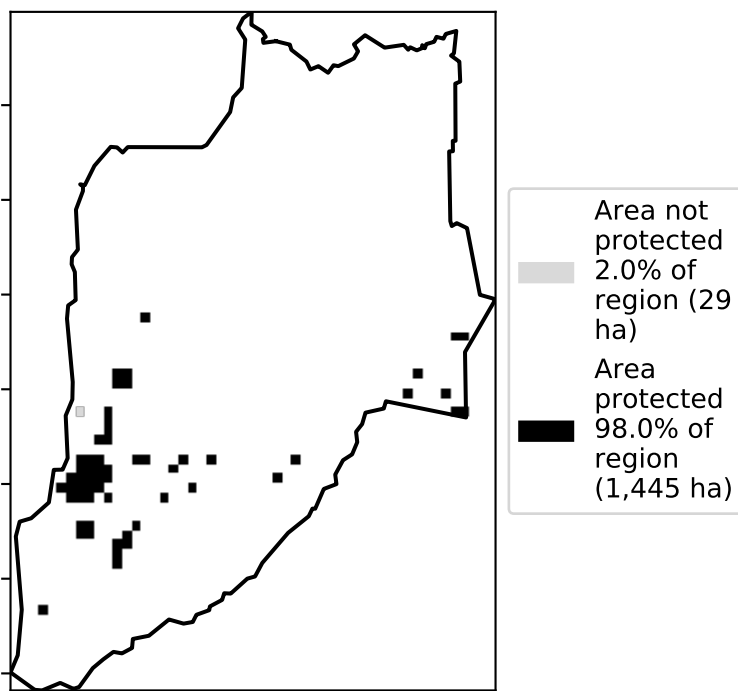 Area not
protected
2.0% of
region (29
ha)
Area
protected
98.0% of
region
(1,445 ha)